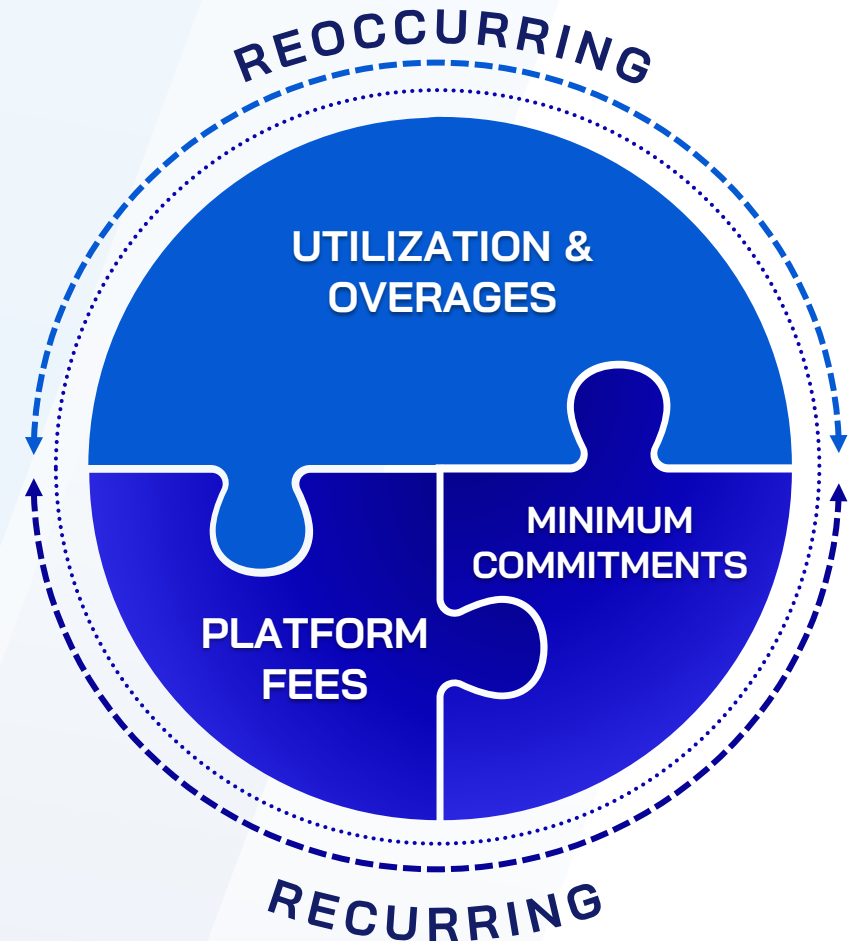 REOCCURRING
UTILIZATION &
OVERAGES
MINIMUM
COMMITMENTS
PLATFORM
FEES
RECURRING